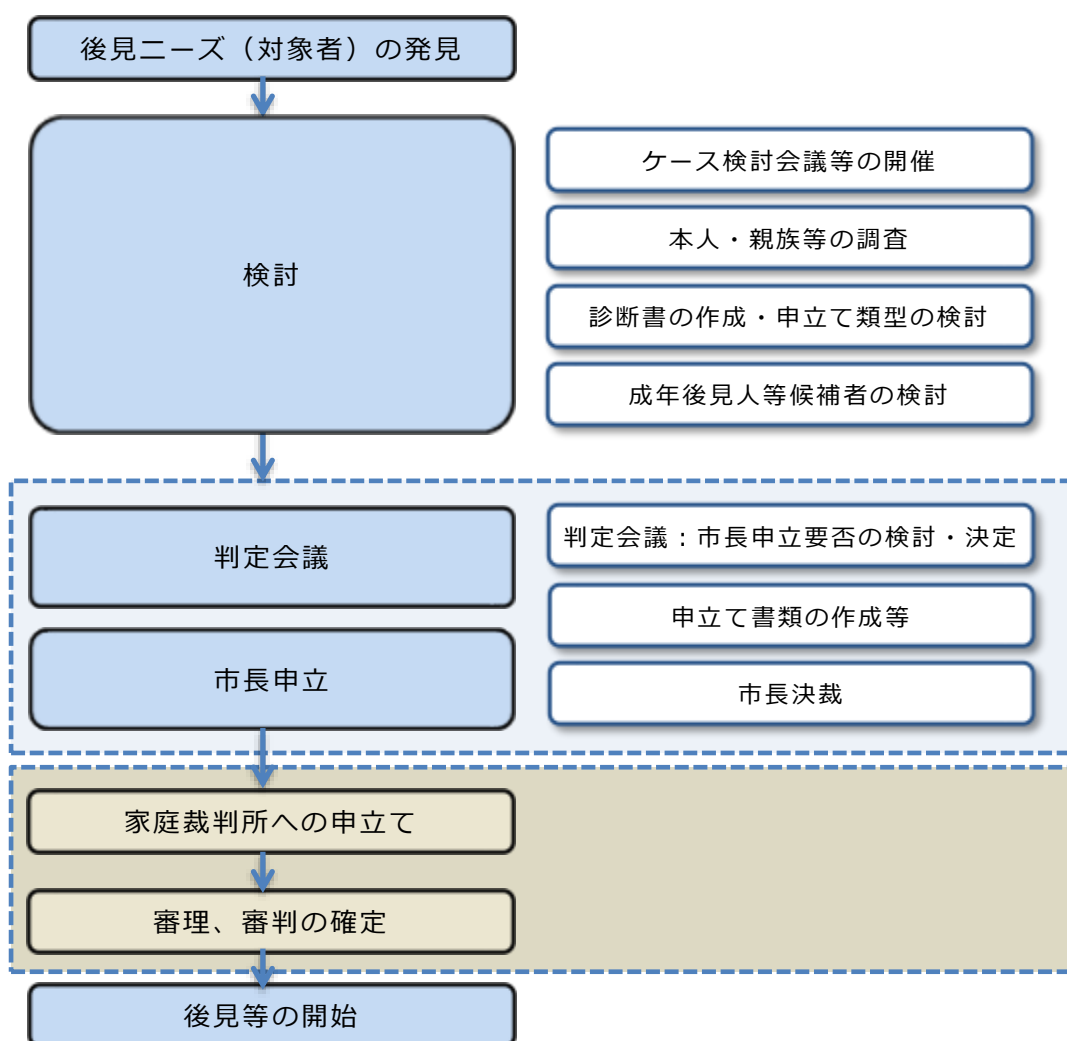 後見ニーズ（対象者）の発見
検討
ケース検討会議等の開催
本人・親族等の調査
診断書の作成・申立て類型の検討
成年後見人等候補者の検討
判定会議
判定会議：市長申立要否の検討・決定
申立て書類の作成等
市長申立
市長決裁
家庭裁判所への申立て
審理、審判の確定
後見等の開始